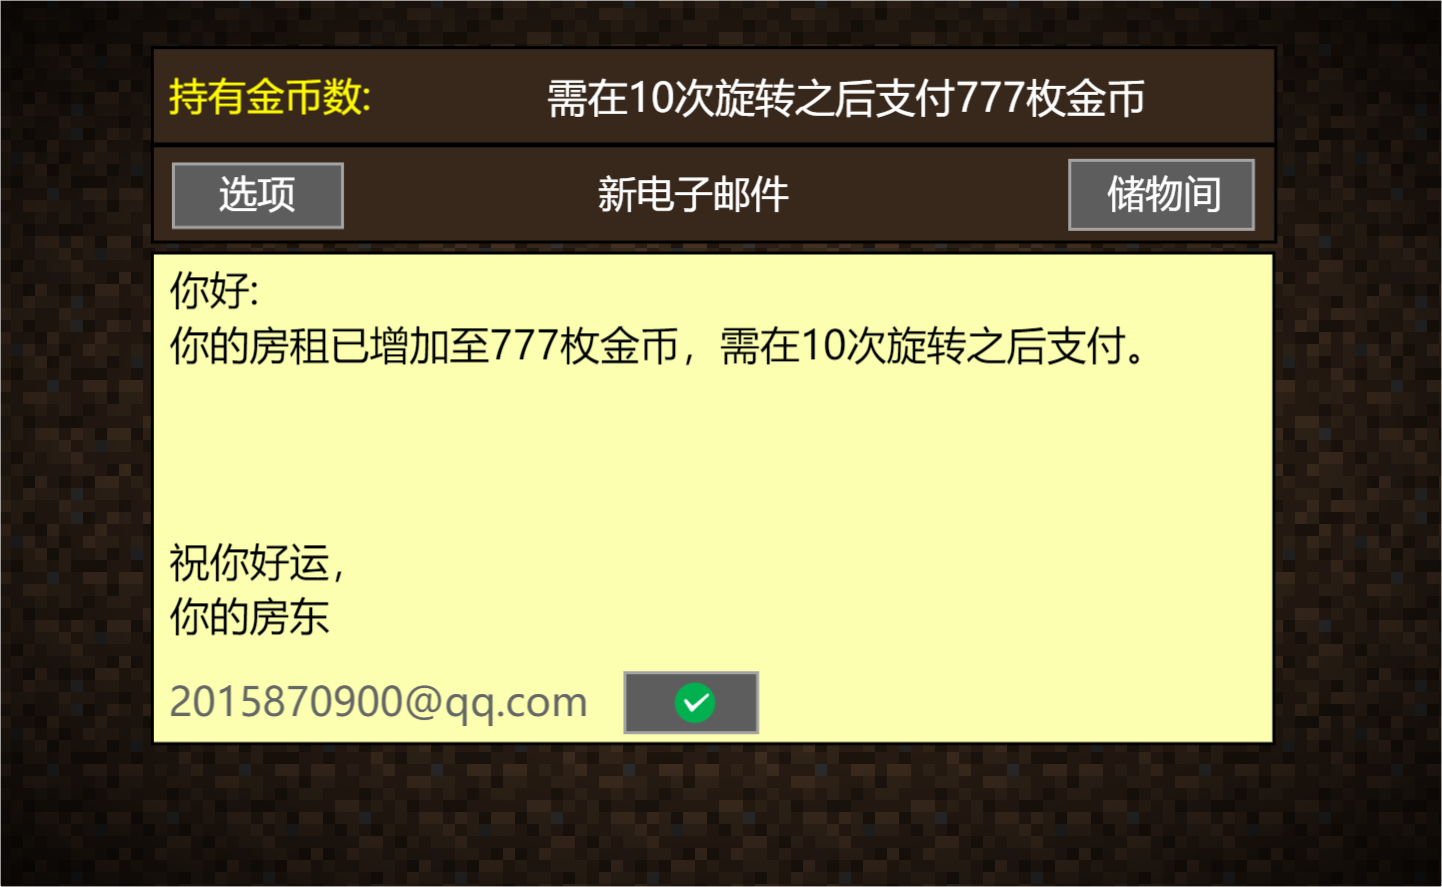 持有金币数:
需在10次旋转之后支付777枚金币
选项
新电子邮件
储物间
你好:
你的房租已增加至777枚金币，需在10次旋转之后支付。
祝你好运，
你的房东
2015870900@qq.com